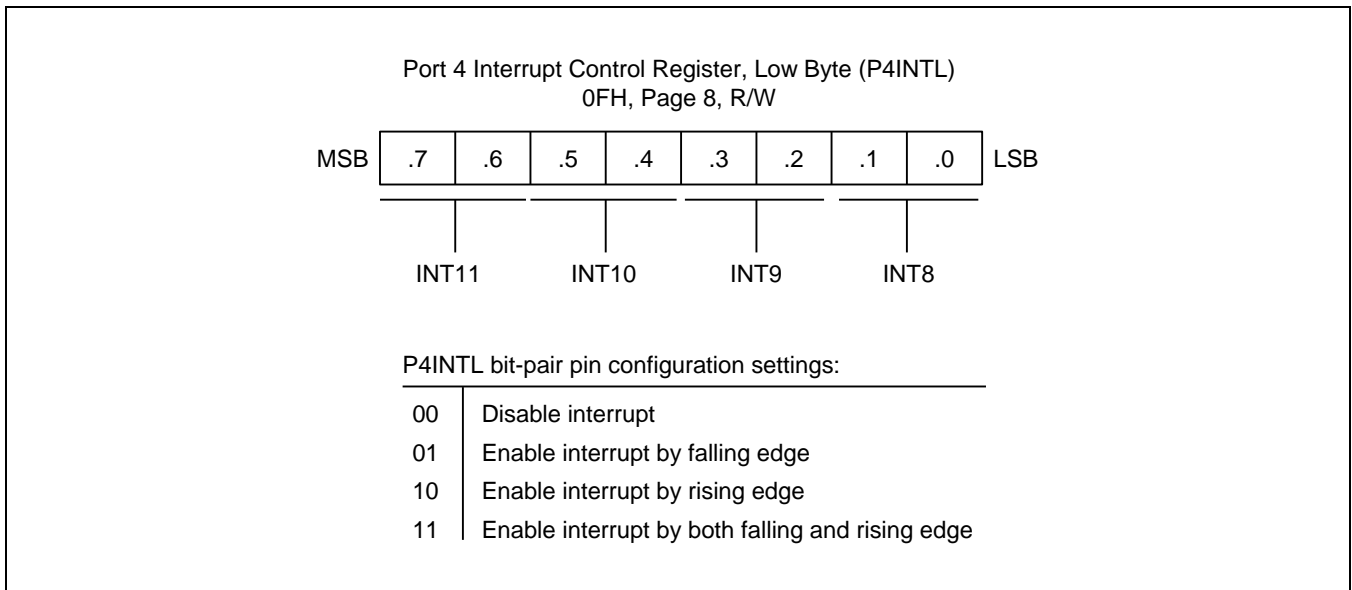 Port 4 Interrupt Control Register, Low Byte (P4INTL)
0FH, Page 8, R/W
MSB .7 .6 .5 .4 .3 .2 .1 .0 LSB
INT11 INT10 INT9 INT8
P4INTL bit-pair pin configuration settings:
00 Disable interrupt
01 Enable interrupt by falling edge
10 Enable interrupt by rising edge
11 Enable interrupt by both falling and rising edge